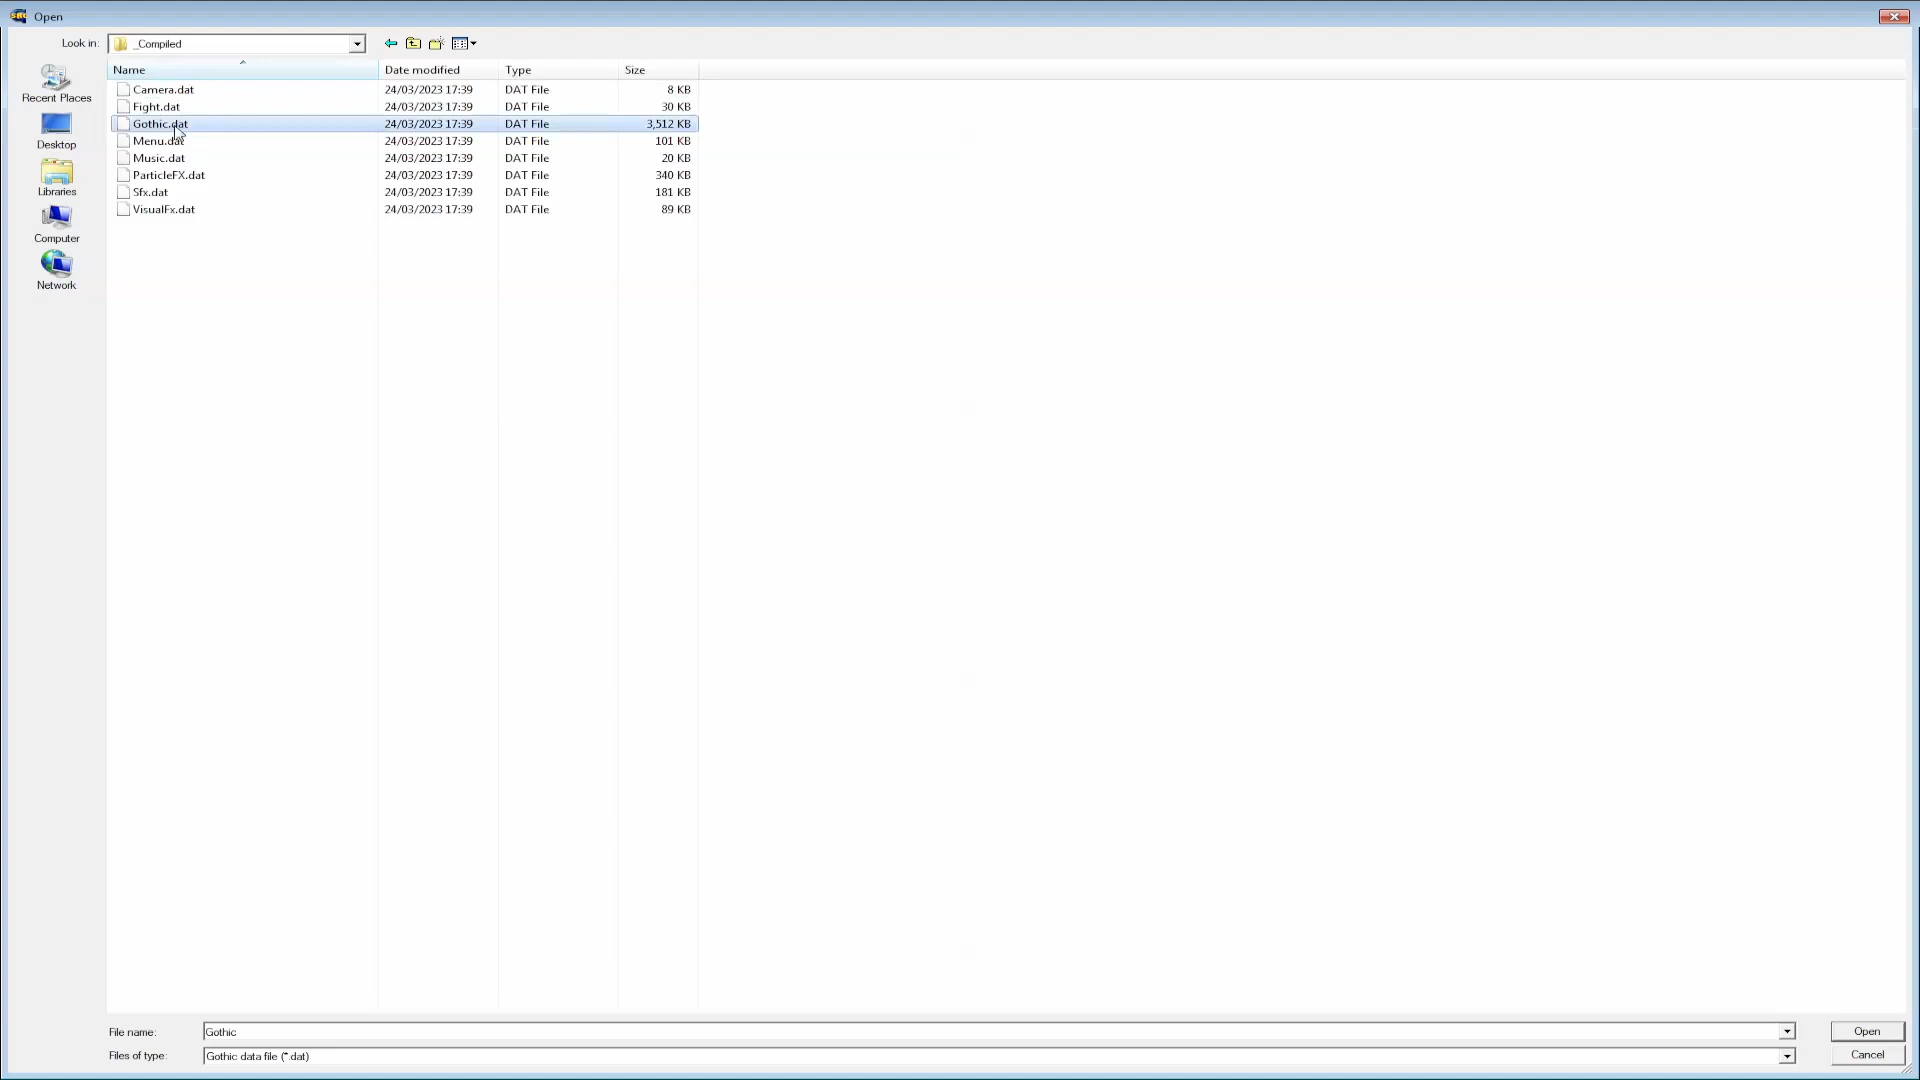 Open
Look in: _Compiled
Name Date modified Type Size
Camera.dat 24/03/2023 17:39 DAT File 8 KB
Fight.dat 24/03/2023 17:39 DAT File 30 KB
Gothic.dat 24/03/2023 17:39 DAT File 3,512 KB
Menu.dat 24/03/2023 17:39 DAT File 101 KB
Music.dat 24/03/2023 17:39 DAT File 20 KB
ParticleFX.dat 24/03/2023 17:39 DAT File 340 KB
Sfx.dat 24/03/2023 17:39 DAT File 181 KB
VisualFx.dat 24/03/2023 17:39 DAT File 89 KB
Recent Places
Desktop
Libraries
Computer
Network
File name: Gothic Open
Files of type: Gothic data file (*.dat) Cancel